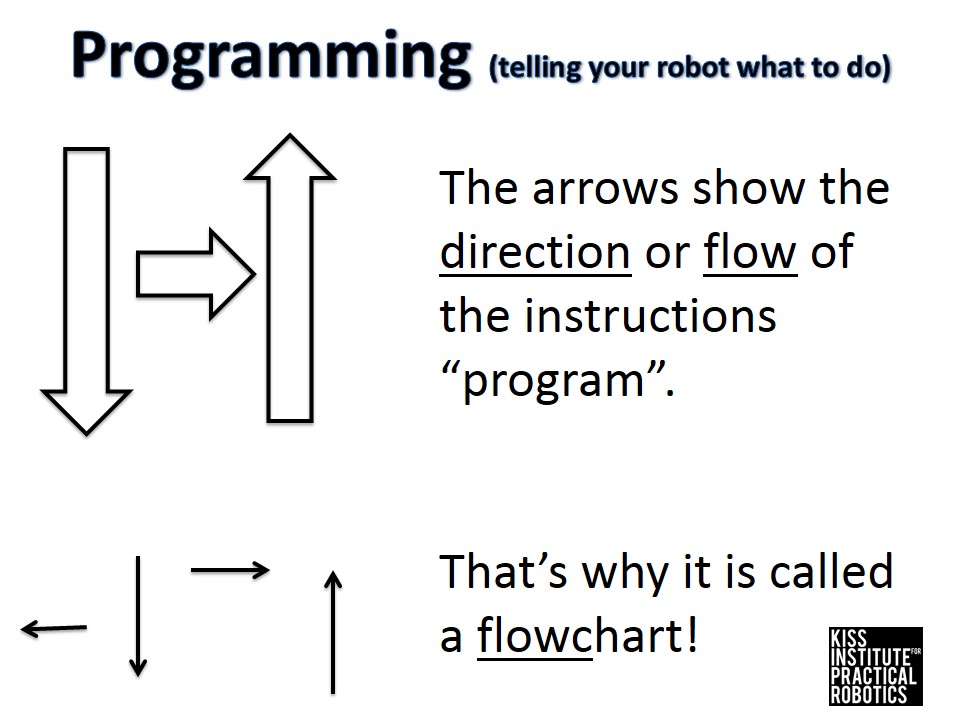 Programming (telling your robot what to do)
The arrows show the
direction or flow of
the instructions
“program”.
That’s why it is called
a flowchart!
KISS
INSTITUTE FOR
PRACTICAL
ROBOTICS